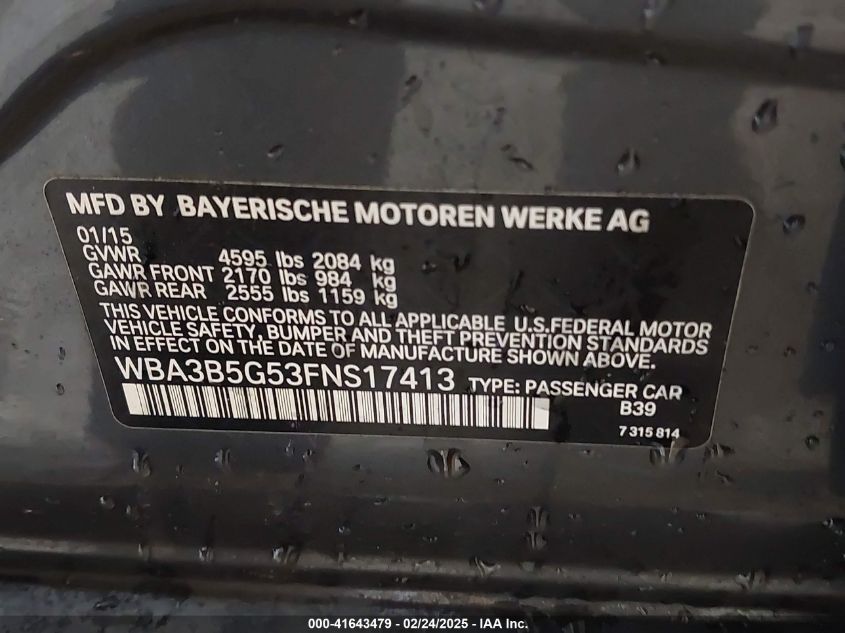 MFD BY BAYERISCHE MOTOREN WERKE AG
01/15
GVWR 4595 lbs 2084 kg
GAWR FRONT 2170 lbs 984 kg
GAWR REAR 2555 lbs 1159 kg
THIS VEHICLE CONFORMS TO ALL APPLICABLE U.S.FEDERAL MOTOR
VEHICLE SAFETY, BUMPER AND THEFT PREVENTION STANDARDS
IN EFFECT ON THE DATE OF MANUFACTURE SHOWN ABOVE.
WBA3B5G53FNS17413 TYPE: PASSENGER CAR
B39
7 315 814
000-41643479 - 02/24/2025 - IAA Inc.